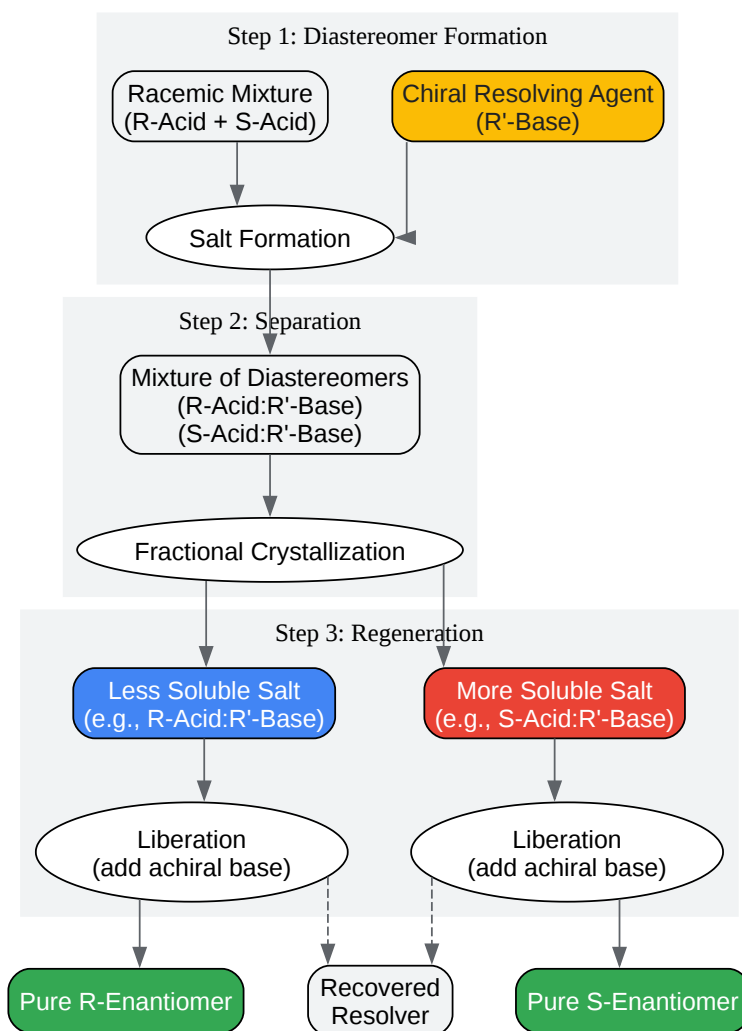 Step 1: Diastereomer Formation
Racemic Mixture
(R-Acid + S-Acid)
Chiral Resolving Agent
(R'-Base)
Salt Formation
Step 2: Separation
Mixture of Diastereomers
(R-Acid:R'-Base)
(S-Acid:R'-Base)
Fractional Crystallization
Step 3: Regeneration
Less Soluble Salt
(e.g., R-Acid:R'-Base)
More Soluble Salt
(e.g., S-Acid:R'-Base)
Liberation
(add achiral base)
Liberation
(add achiral base)
Pure R-Enantiomer
Recovered
Resolver
Pure S-Enantiomer